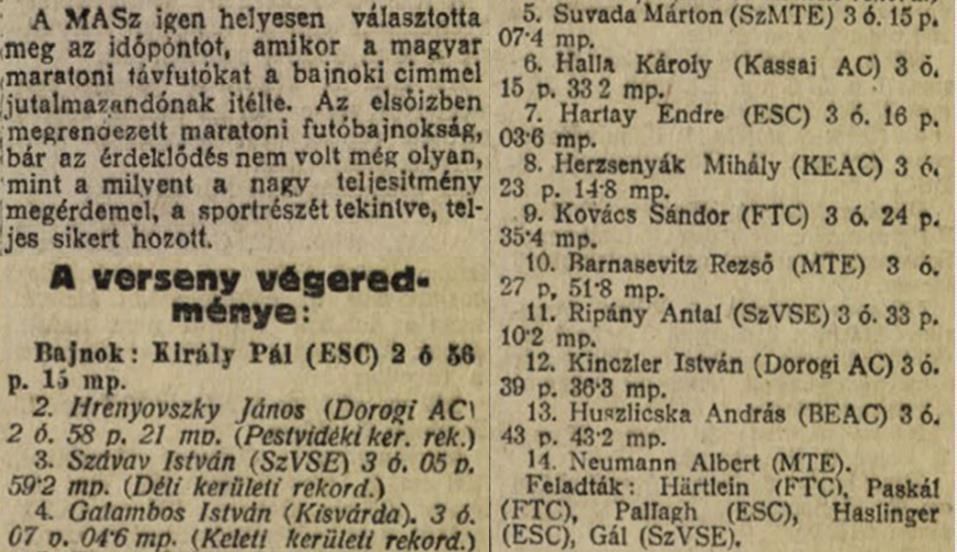 A MASz igen helyesen választotta
meg az időpontot, amikor a magyar
maratoni távfutókat a bajnoki cimmel
jutalmazandónak itélte. Az elsőizben
megrendezett maratoni futóbajnokság,
bár az érdeklődés nem volt még olyan,
mint a milyent a nagy teljesitmény
megérdemel, a sportrészét tekintve, tel-
jes sikert hozott.
A verseny végered-
ménye:
Bajnok: Király Pál (ESC) 2 ó 56
p. 15 mp.
2. Hrenyovszky János (Dorogi AC)
2 ó. 58 p. 21 mp. (Pestvidéki ker. rek.)
3. Szávay István (SzVSE) 3 ó. 05 p.
59·2 mp. (Déli kerületi rekord.)
4. Galambos István (Kisvárda). 3 ó.
07 p. 04·6 mp. (Keleti kerületi rekord.)
5. Suvada Márton (SzMTE) 3 ó. 15 p.
07·4 mp.
6. Halla Károly (Kassai AC) 3 ó.
15 p. 33 2 mp.
7. Hartay Endre (ESC) 3 ó. 16 p.
03·6 mp.
8. Herzsenyák Mihály (KEAC) 3 ó.
23 p. 14·8 mp.
9. Kovács Sándor (FTC) 3 ó. 24 p.
35·4 mp.
10. Barnasevitz Rezső (MTE) 3 ó.
27 p, 51·8 mp.
11. Ripány Antal (SzVSE) 3 ó. 33 p.
10·2 mp.
12. Kinczler István (Dorogi AC) 3 ó.
39 p. 36·3 mp.
13. Huszlicska András (BEAC) 3 ó.
43 p. 43·2 mp.
14. Neumann Albert (MTE).
Feladták: Härtlein (FTC), Paskál
(FTC), Pallagh (ESC), Haslinger
(ESC), Gál (SzVSE).